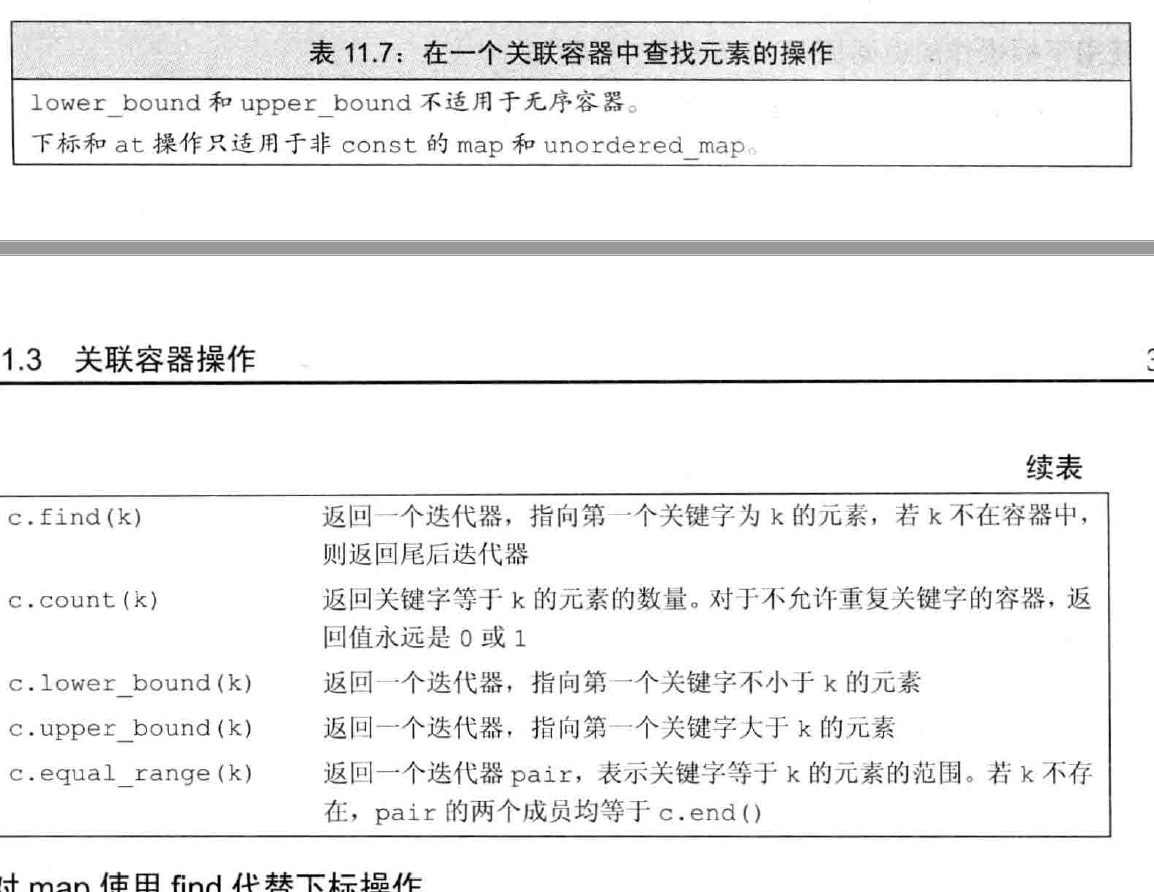 表 11.7：在一个关联容器中查找元素的操作
lower_bound 和 upper_bound 不适用于无序容器。
下标和 at 操作只适用于非 const 的 map 和 unordered_map。
1.3 关联容器操作
3
续表
c.find(k) 返回一个迭代器，指向第一个关键字为 k 的元素，若 k 不在容器中，
则返回尾后迭代器
c.count(k) 返回关键字等于 k 的元素的数量。对于不允许重复关键字的容器，返
回值永远是 0 或 1
c.lower_bound(k) 返回一个迭代器，指向第一个关键字不小于 k 的元素
c.upper_bound(k) 返回一个迭代器，指向第一个关键字大于 k 的元素
c.equal_range(k) 返回一个迭代器 pair，表示关键字等于 k 的元素的范围。若 k 不存
在，pair 的两个成员均等于 c.end()
对 map 使用 find 代替下标操作